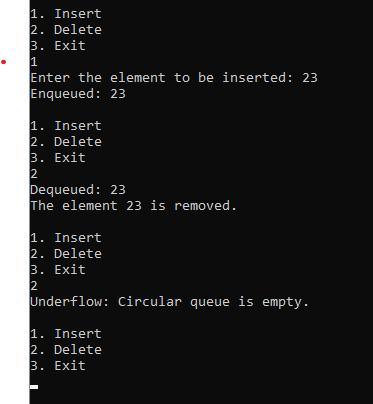 1. Insert
2. Delete
3. Exit
1
Enter the element to be inserted: 23
Enqueued: 23
1. Insert
2. Delete
3. Exit
2
Dequeued: 23
The element 23 is removed.
1. Insert
2. Delete
3. Exit
2
Underflow: Circular queue is empty.
1. Insert
2. Delete
3. Exit